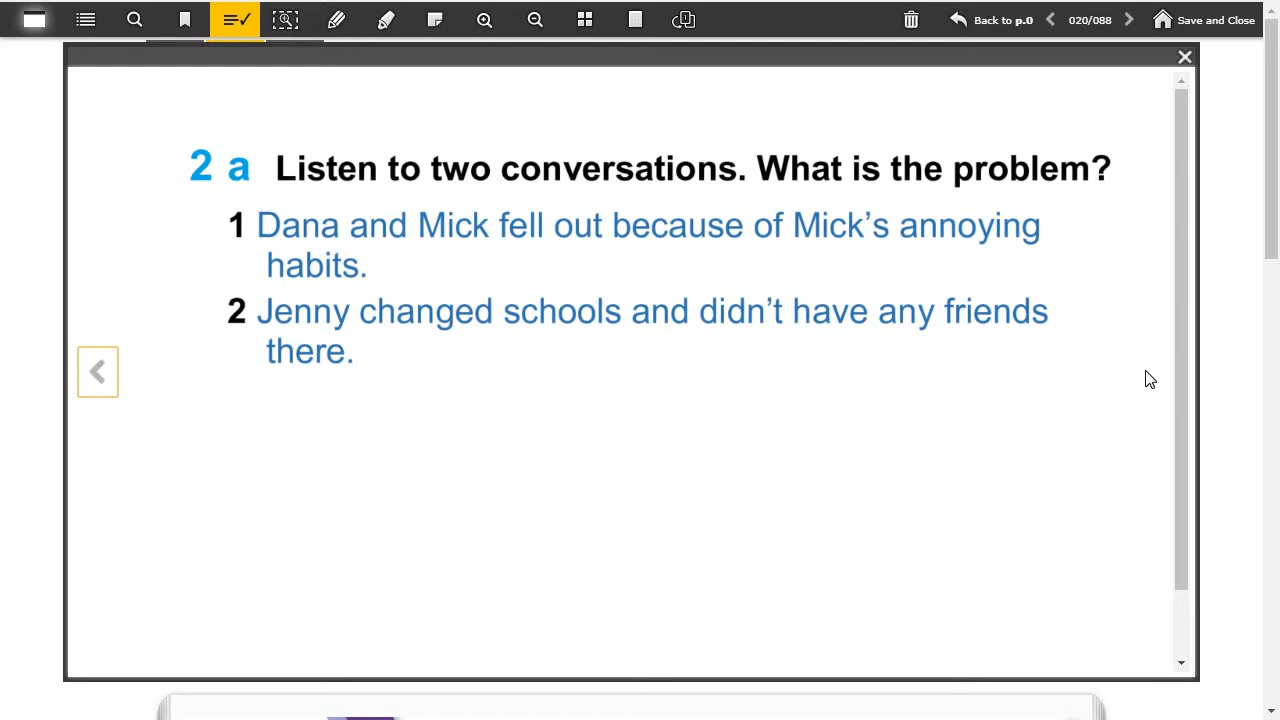 Back to p.0
020/088
Save and Close
2 a Listen to two conversations. What is the problem?
1 Dana and Mick fell out because of Mick’s annoying
habits.
2 Jenny changed schools and didn’t have any friends
there.